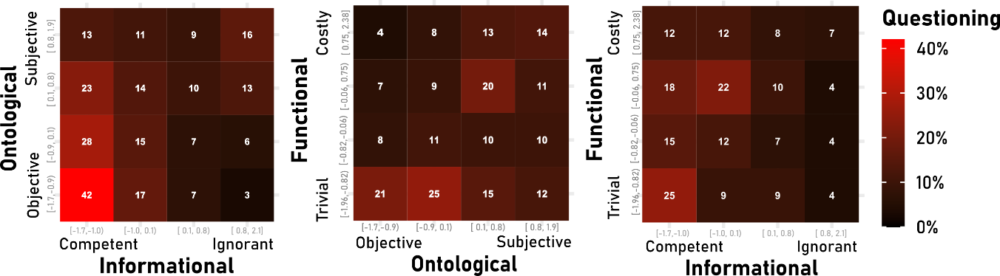 Ontological
Subjective
Objective
[ 0.8, 1.9]
[ 0.1, 0.8)
[-0.9, 0.1)
[-1.7,-0.9)
13 11 9 16
23 14 10 13
28 15 7 6
42 17 7 3
[-1.7,-1.0) [-1.0, 0.1) [ 0.1, 0.8) [ 0.8, 2.1]
Competent Ignorant
Informational
Functional
Costly
Trivial
[ 0.75, 2.38]
[-0.06, 0.75)
[-0.82,-0.06)
[-1.96,-0.82)
4 8 13 14
7 9 20 11
8 11 10 10
21 25 15 12
[-1.7,-0.9) [-0.9, 0.1) [ 0.1, 0.8) [ 0.8, 1.9]
Objective Subjective
Ontological
Functional
Costly
Trivial
[ 0.75, 2.38]
[-0.06, 0.75)
[-0.82,-0.06)
[-1.96,-0.82)
12 12 8 7
18 22 10 4
15 12 7 4
25 9 9 4
[-1.7,-1.0) [-1.0, 0.1) [ 0.1, 0.8) [ 0.8, 2.1]
Competent Ignorant
Informational
Questioning
40%
30%
20%
10%
0%